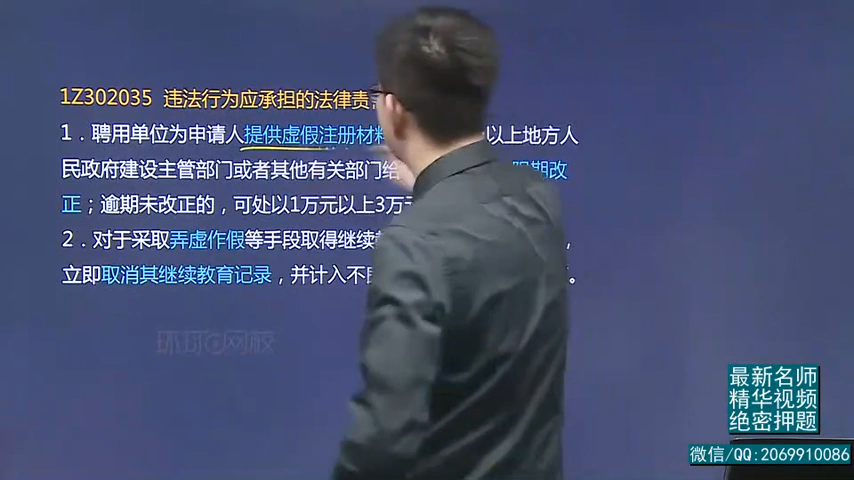 1Z302035 违法行为应承担的法律责
1．聘用单位为申请人提供虚假注册材料 以上地方人
民政府建设主管部门或者其他有关部门给 限期改
正；逾期未改正的，可处以1万元以上3万元
2．对于采取弄虚作假等手段取得继续教 ，
立即取消其继续教育记录，并计入不良 。
环球网校
最新名师
精华视频
绝密押题
微信/QQ:2069910086